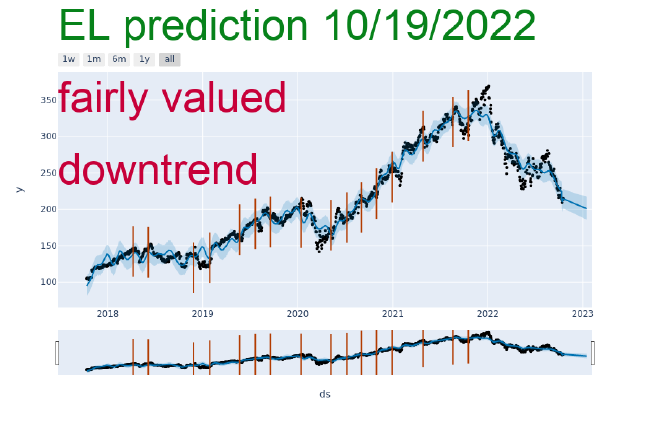 EL prediction 10/19/2022
1w 1m 6m 1y all
fairly valued
downtrend
350
300
250
200
150
100
y
2018 2019 2020 2021 2022 2023
ds